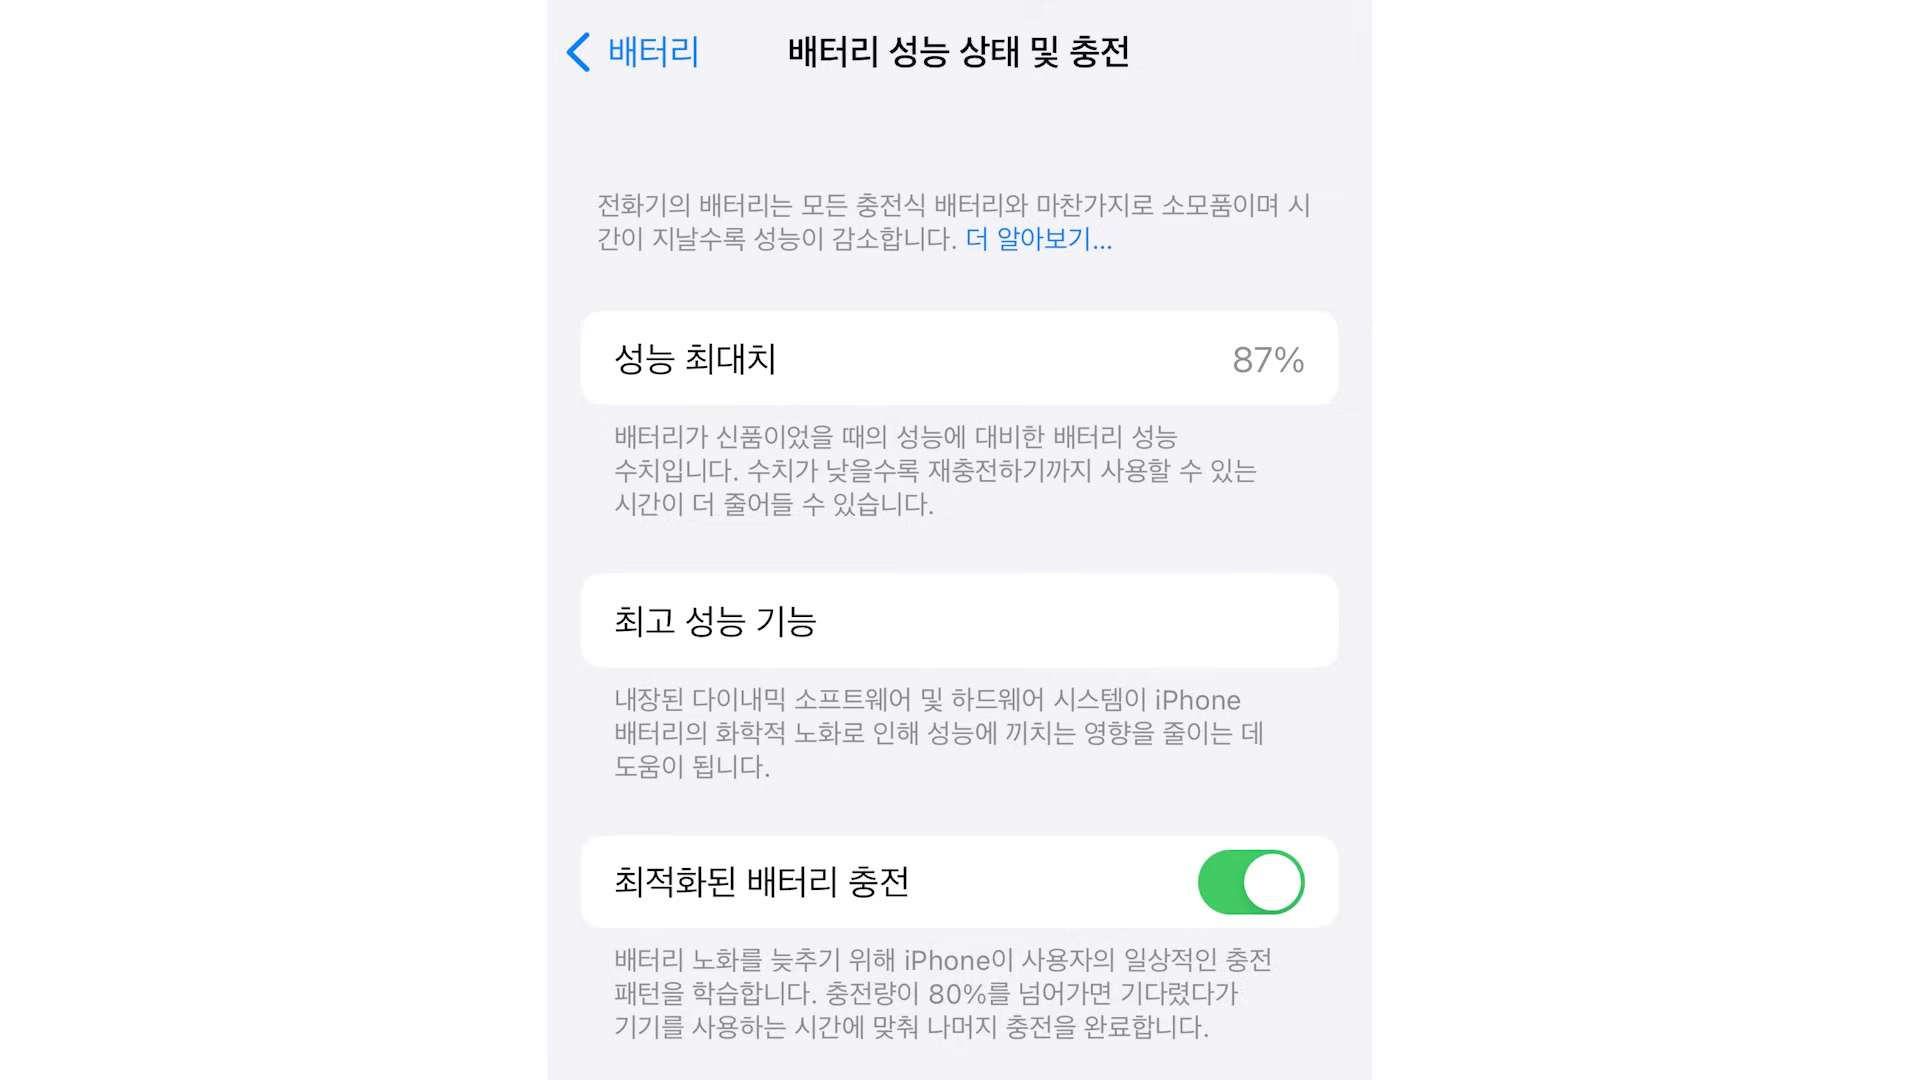 배터리
배터리 성능 상태 및 충전
전화기의 배터리는 모든 충전식 배터리와 마찬가지로 소모품이며 시
간이 지날수록 성능이 감소합니다. 더 알아보기...
성능 최대치 87%
배터리가 신품이었을 때의 성능에 대비한 배터리 성능
수치입니다. 수치가 낮을수록 재충전하기까지 사용할 수 있는
시간이 더 줄어들 수 있습니다.
최고 성능 기능
내장된 다이내믹 소프트웨어 및 하드웨어 시스템이 iPhone
배터리의 화학적 노화로 인해 성능에 끼치는 영향을 줄이는 데
도움이 됩니다.
최적화된 배터리 충전
배터리 노화를 늦추기 위해 iPhone이 사용자의 일상적인 충전
패턴을 학습합니다. 충전량이 80%를 넘어가면 기다렸다가
기기를 사용하는 시간에 맞춰 나머지 충전을 완료합니다.